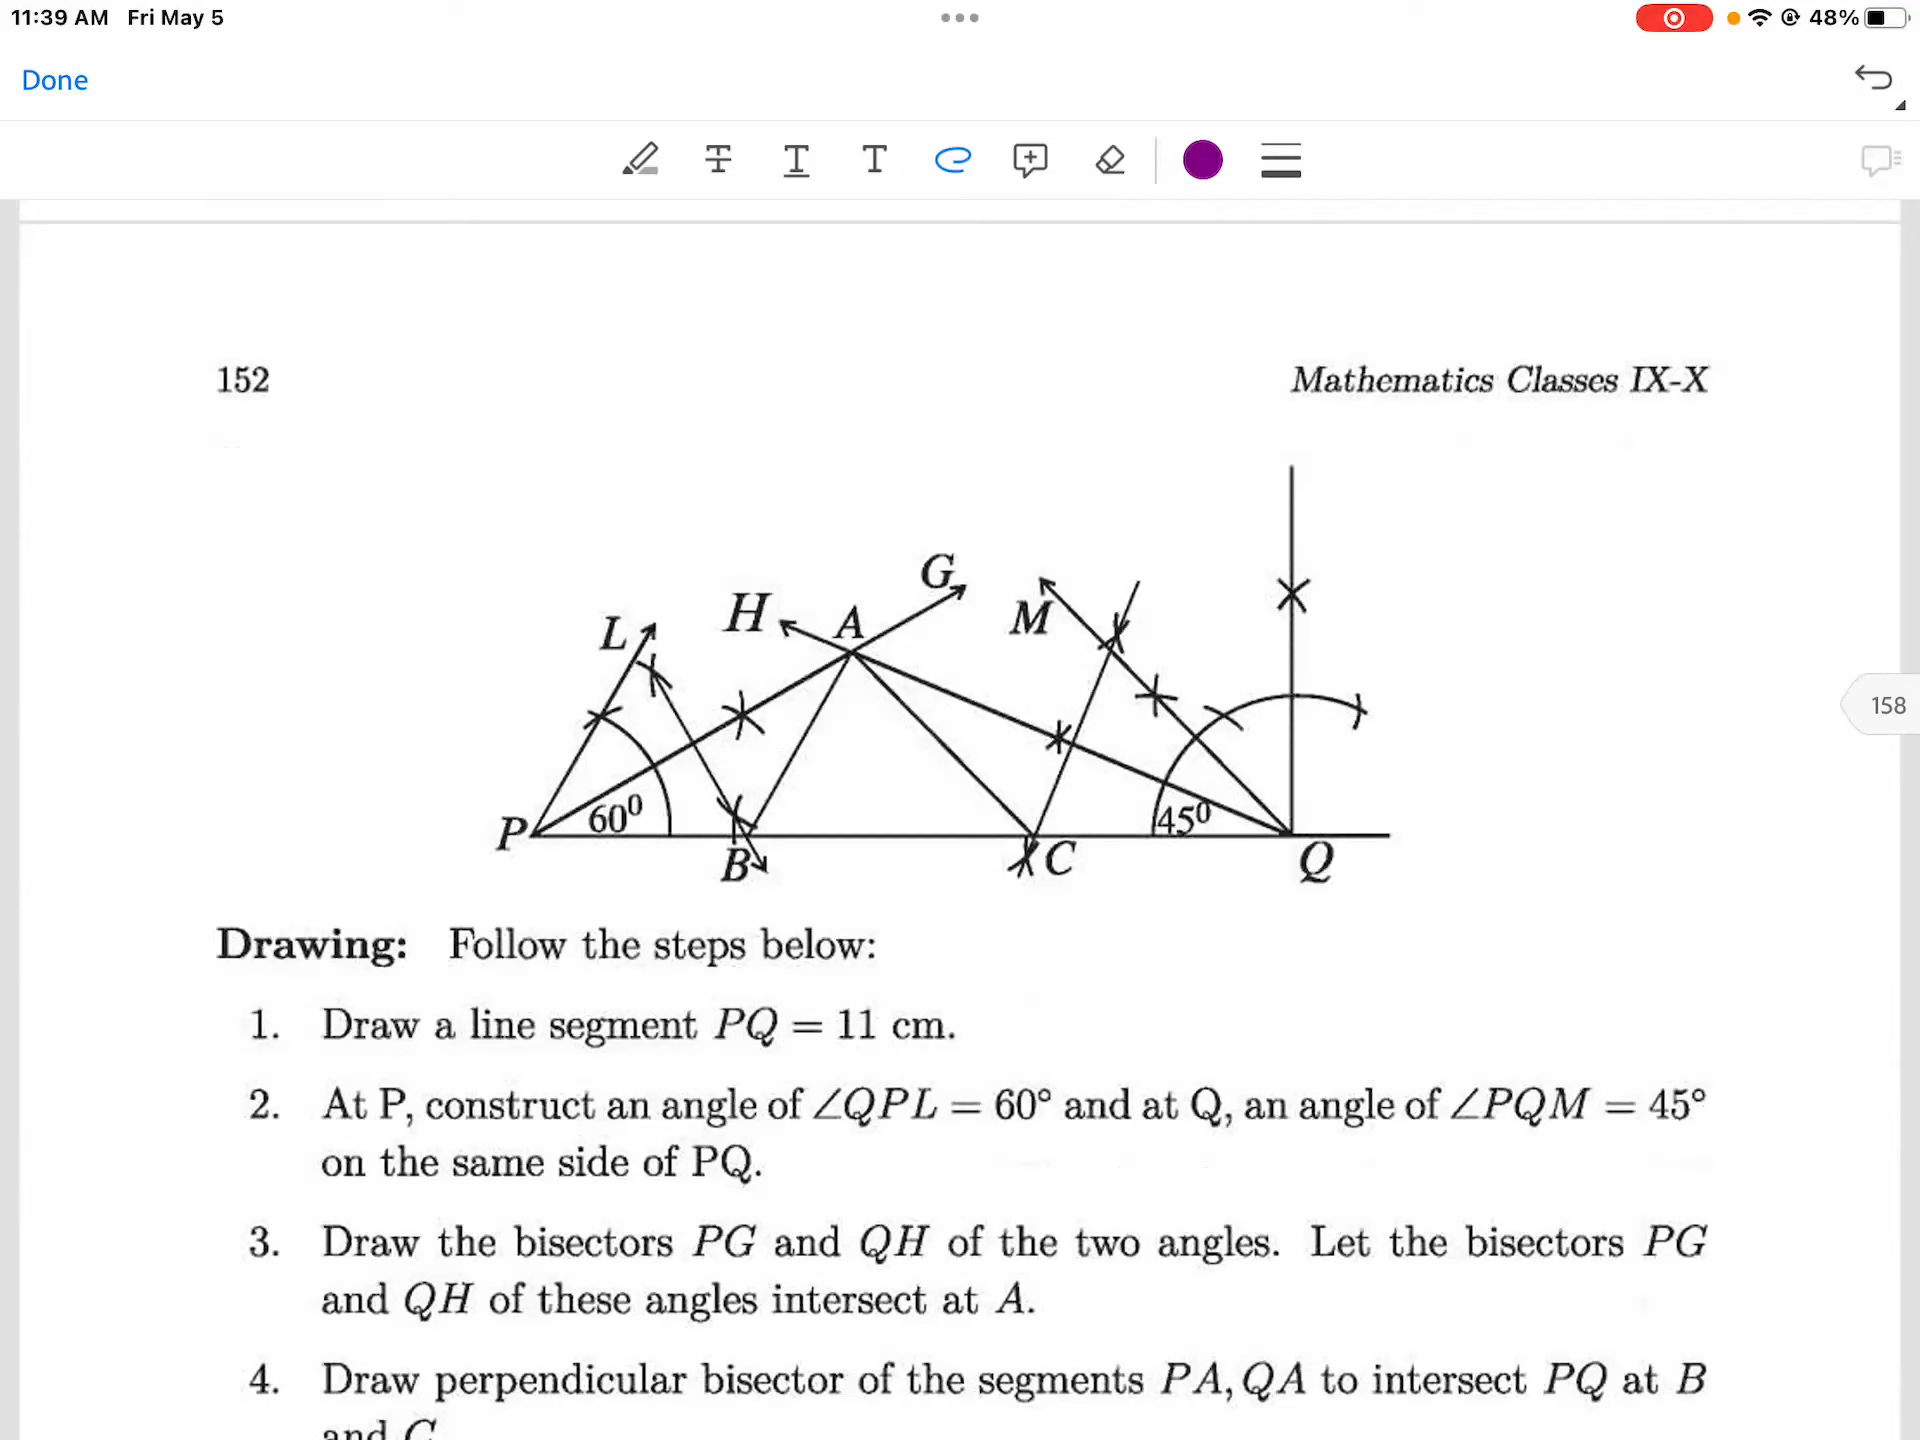 11:39 AM Fri May 5
48%
Done
T T T
158
152 Mathematics Classes IX-X
G
H A M
L
P 60⁰ 45⁰
B C Q
Drawing: Follow the steps below:
1. Draw a line segment PQ = 11 cm.
2. At P, construct an angle of ∠QPL = 60° and at Q, an angle of ∠PQM = 45°
on the same side of PQ.
3. Draw the bisectors PG and QH of the two angles. Let the bisectors PG
and QH of these angles intersect at A.
4. Draw perpendicular bisector of the segments PA, QA to intersect PQ at B
and C